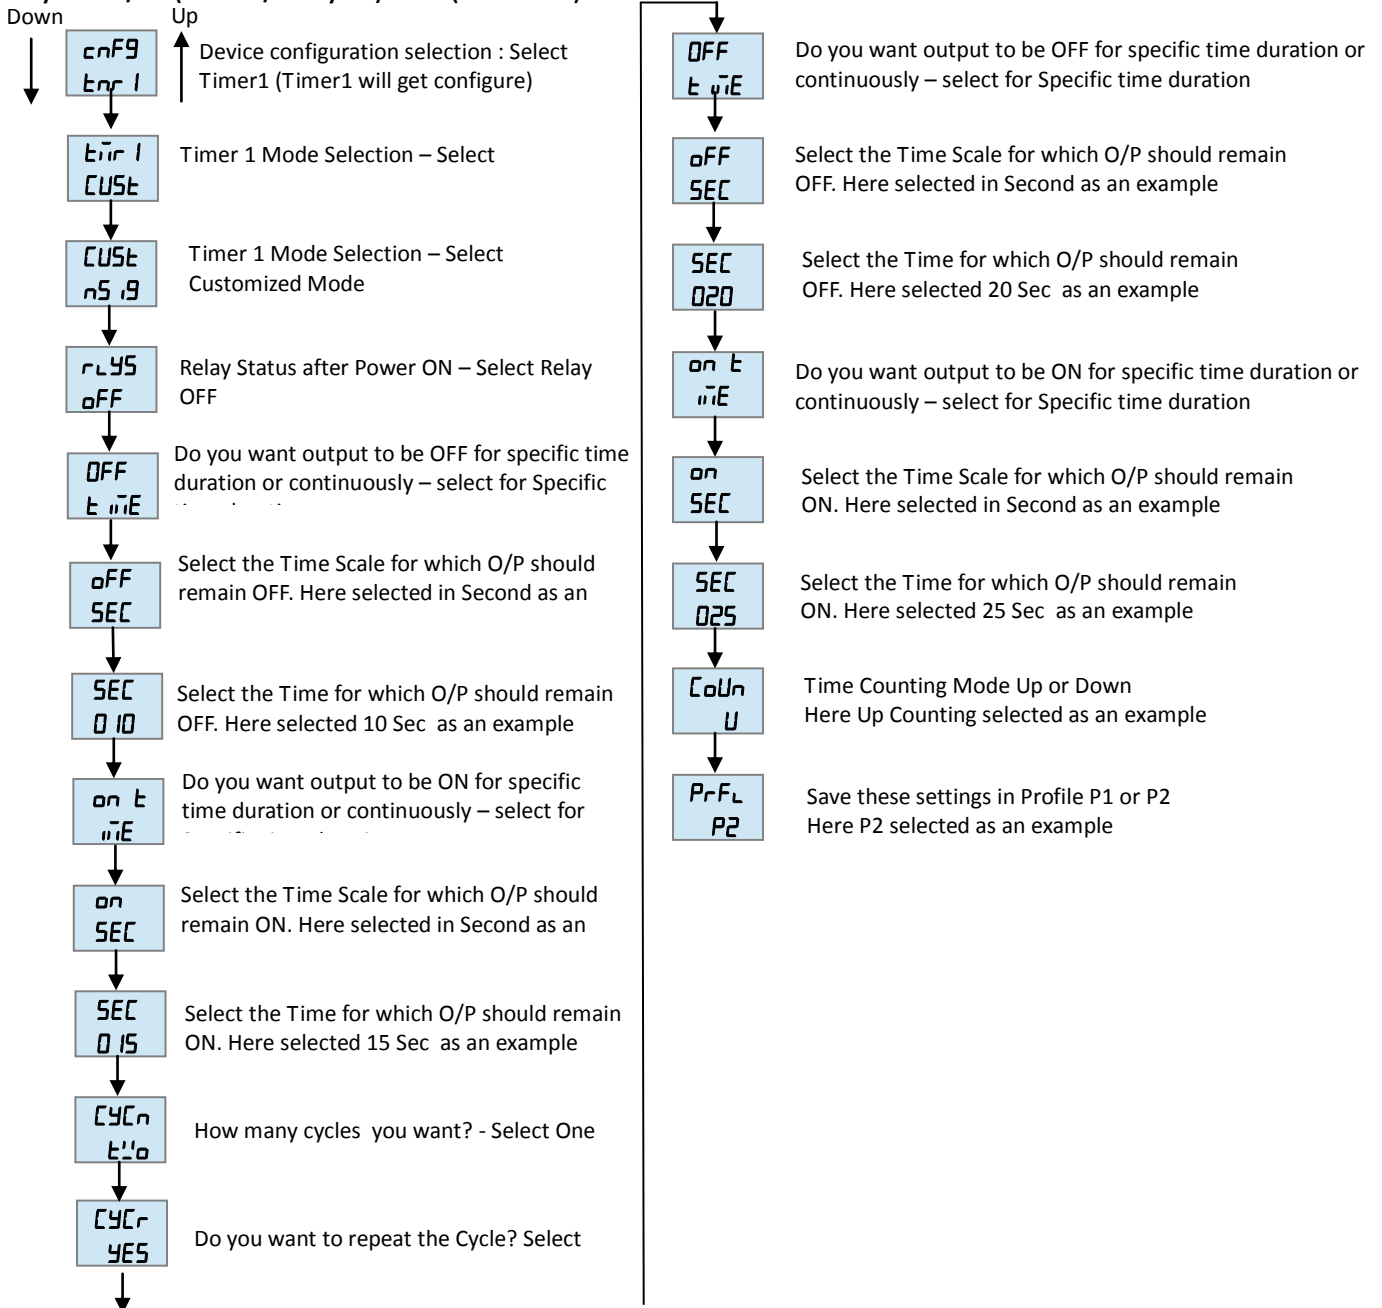 Down
Up
cnFg
tnr 1
Device configuration selection : Select
Timer1 (Timer1 will get configure)
tmr 1
CUSt
Timer 1 Mode Selection – Select
CUSt
nSig
Timer 1 Mode Selection – Select
Customized Mode
rLYS
oFF
Relay Status after Power ON – Select Relay
OFF
OFF
t imE
Do you want output to be OFF for specific time
duration or continuously – select for Specific
oFF
SEC
Select the Time Scale for which O/P should
remain OFF. Here selected in Second as an
SEC
010
Select the Time for which O/P should remain
OFF. Here selected 10 Sec as an example
on t
imE
Do you want output to be ON for specific
time duration or continuously – select for
on
SEC
Select the Time Scale for which O/P should
remain ON. Here selected in Second as an
SEC
015
Select the Time for which O/P should remain
ON. Here selected 15 Sec as an example
CYCn
two
How many cycles you want? - Select One
CYCr
YES
Do you want to repeat the Cycle? Select
OFF
t imE
Do you want output to be OFF for specific time duration or
continuously – select for Specific time duration
oFF
SEC
Select the Time Scale for which O/P should remain
OFF. Here selected in Second as an example
SEC
020
Select the Time for which O/P should remain
OFF. Here selected 20 Sec as an example
on t
imE
Do you want output to be ON for specific time duration or
continuously – select for Specific time duration
on
SEC
Select the Time Scale for which O/P should remain
ON. Here selected in Second as an example
SEC
025
Select the Time for which O/P should remain
ON. Here selected 25 Sec as an example
CoUn
U
Time Counting Mode Up or Down
Here Up Counting selected as an example
PrFL
P2
Save these settings in Profile P1 or P2
Here P2 selected as an example